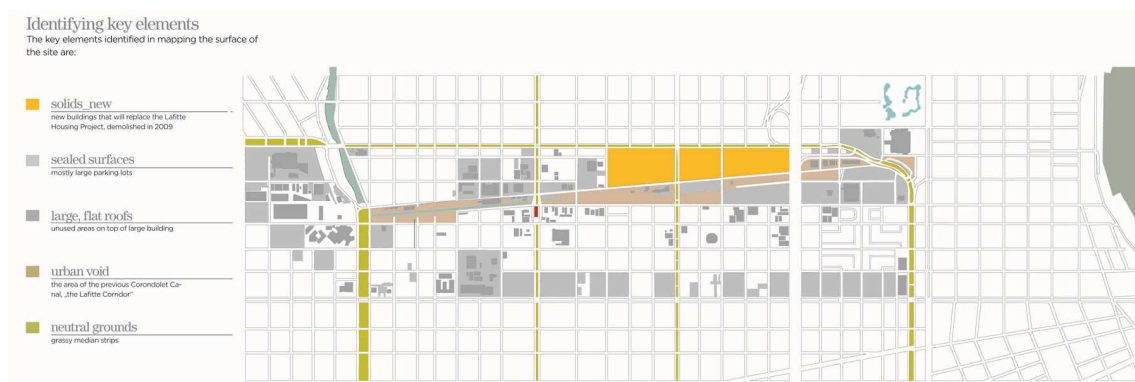 Identifying key elements
The key elements identified in mapping the surface of
the site are:
solids_new
new buildings that will replace the Lafitte
Housing Project, demolished in 2009
sealed surfaces
mostly large parking lots
large, flat roofs
unused areas on top of large building
urban void
the area of the previous Corondolet Ca-
nal, „the Lafitte Corridor"
neutral grounds
grassy median strips